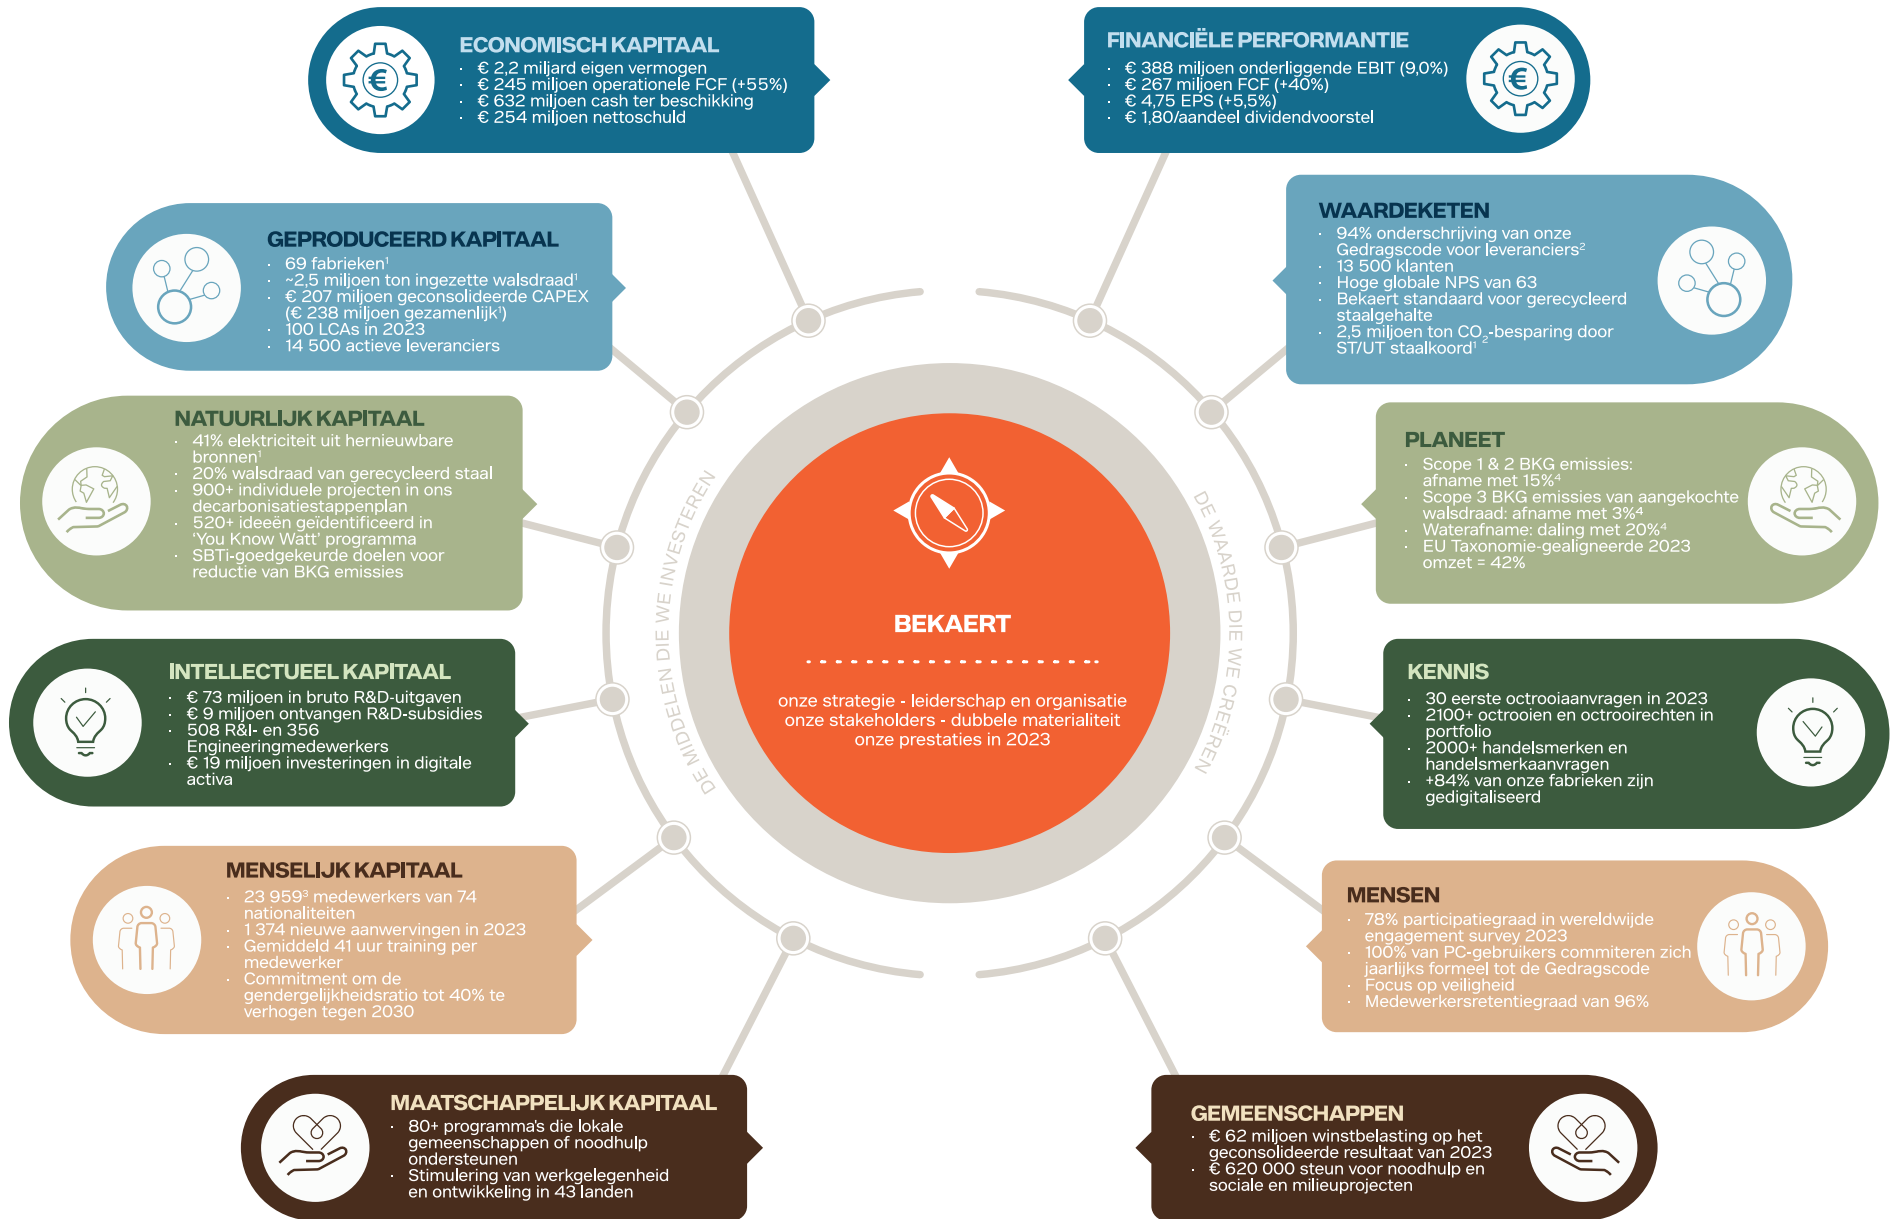 ECONOMISCH KAPITAAL
· € 2,2 miljard eigen vermogen
· € 245 miljoen operationele FCF (+55%)
· € 632 miljoen cash ter beschikking
· € 254 miljoen nettoschuld
GEPRODUCEERD KAPITAAL
· 69 fabrieken¹
· ~2,5 miljoen ton ingezette walsdraad¹
· € 207 miljoen geconsolideerde CAPEX
(€ 238 miljoen gezamenlijk¹)
· 100 LCAs in 2023
· 14 500 actieve leveranciers
NATUURLIJK KAPITAAL
· 41% elektriciteit uit hernieuwbare
bronnen¹
· 20% walsdraad van gerecycleerd staal
· 900+ individuele projecten in ons
decarbonisatiestappenplan
· 520+ ideeën geïdentificeerd in
‘You Know Watt’ programma
· SBTi-goedgekeurde doelen voor
reductie van BKG emissies
INTELLECTUEEL KAPITAAL
· € 73 miljoen in bruto R&D-uitgaven
· € 9 miljoen ontvangen R&D-subsidies
· 508 R&I- en 356
Engineeringmedewerkers
· € 19 miljoen investeringen in digitale
activa
MENSELIJK KAPITAAL
· 23 959³ medewerkers van 74
nationaliteiten
· 1 374 nieuwe aanwervingen in 2023
· Gemiddeld 41 uur training per
medewerker
· Commitment om de
gendergelijkheidsratio tot 40% te
verhogen tegen 2030
MAATSCHAPPELIJK KAPITAAL
· 80+ programma's die lokale
gemeenschappen of noodhulp
ondersteunen
· Stimulering van werkgelegenheid
en ontwikkeling in 43 landen
DE MIDDELEN DIE WE INVESTEREN
BEKAERT
onze strategie - leiderschap en organisatie
onze stakeholders - dubbele materialiteit
onze prestaties in 2023
DE WAARDE DIE WE CREËREN
FINANCIËLE PERFORMANTIE
· € 388 miljoen onderliggende EBIT (9,0%)
· € 267 miljoen FCF (+40%)
· € 4,75 EPS (+5,5%)
· € 1,80/aandeel dividendvoorstel
WAARDEKETEN
· 94% onderschrijving van onze
Gedragscode voor leveranciers²
· 13 500 klanten
· Hoge globale NPS van 63
· Bekaert standaard voor gerecycleerd
staalgehalte
· 2,5 miljoen ton CO₂-besparing door
ST/UT staalkoord¹
PLANEET
· Scope 1 & 2 BKG emissies:
afname met 15%⁴
· Scope 3 BKG emissies van aangekochte
walsdraad: afname met 3%⁴
· Waterafname: daling met 20%⁴
· EU Taxonomie-gealigneerde 2023
omzet = 42%
KENNIS
· 30 eerste octrooiaanvragen in 2023
· 2100+ octrooien en octrooirechten in
portfolio
· 2000+ handelsmerken en
handelsmerkaanvragen
· +84% van onze fabrieken zijn
gedigitaliseerd
MENSEN
· 78% participatiegraad in wereldwijde
engagement survey 2023
· 100% van PC-gebruikers commiteren zich
jaarlijks formeel tot de Gedragscode
· Focus op veiligheid
· Medewerkersretentiegraad van 96%
GEMEENSCHAPPEN
· € 62 miljoen winstbelasting op het
geconsolideerde resultaat van 2023
· € 620 000 steun voor noodhulp en
sociale en milieuprojecten